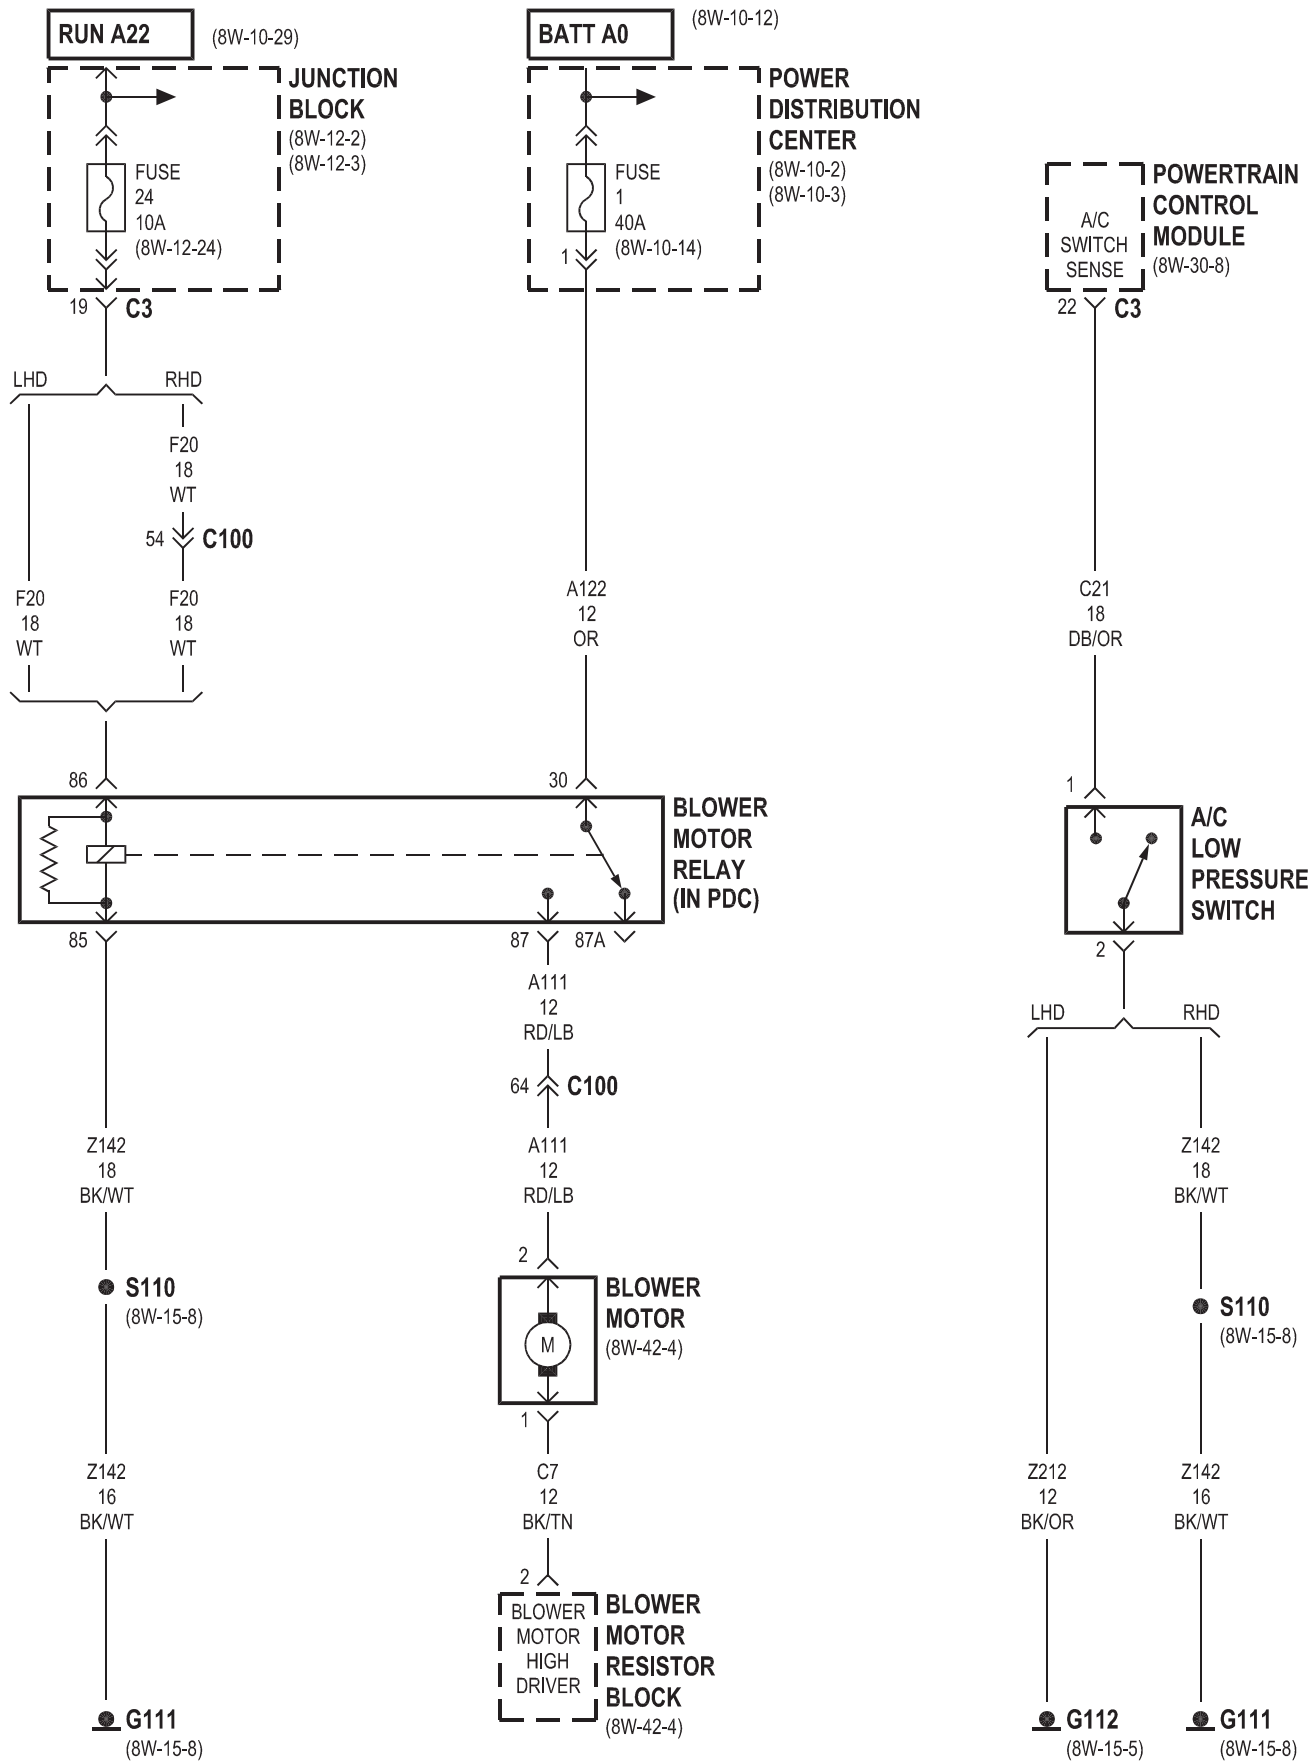 RUN A22
(8W-10-29)
JUNCTION
BLOCK
(8W-12-2)
(8W-12-3)
FUSE
24
10A
(8W-12-24)
19
C3
LHD
RHD
F20
18
WT
54
C100
F20
18
WT
F20
18
WT
86
BATT A0
(8W-10-12)
POWER
DISTRIBUTION
CENTER
(8W-10-2)
(8W-10-3)
FUSE
1
40A
(8W-10-14)
1
A122
12
OR
30
BLOWER
MOTOR
RELAY
(IN PDC)
85
87
87A
Z142
18
BK/WT
S110
(8W-15-8)
Z142
16
BK/WT
G111
(8W-15-8)
A111
12
RD/LB
64
C100
A111
12
RD/LB
2
BLOWER
MOTOR
(8W-42-4)
M
1
C7
12
BK/TN
2
BLOWER
MOTOR
HIGH
DRIVER
BLOWER
MOTOR
RESISTOR
BLOCK
(8W-42-4)
A/C
SWITCH
SENSE
POWERTRAIN
CONTROL
MODULE
(8W-30-8)
22
C3
C21
18
DB/OR
1
A/C
LOW
PRESSURE
SWITCH
2
LHD
RHD
Z142
18
BK/WT
S110
(8W-15-8)
Z212
12
BK/OR
Z142
16
BK/WT
G112
(8W-15-5)
G111
(8W-15-8)